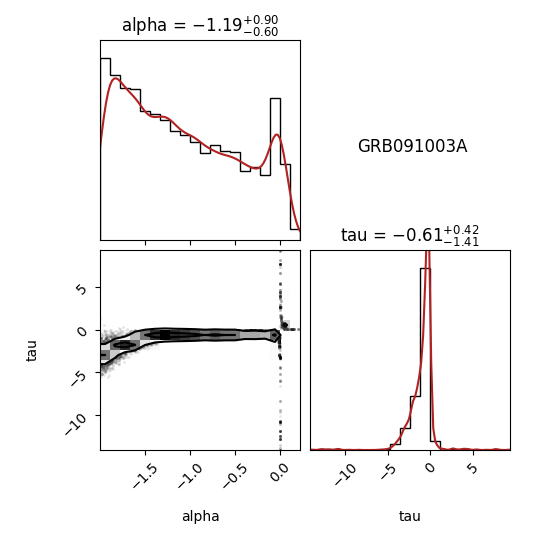 alpha = −1.19+0.90 −0.60
GRB091003A
tau = −0.61+0.42 −1.41
5
0
−5
−10
tau
−1.5 −1.0 −0.5 0.0
−10 −5 0 5
alpha tau